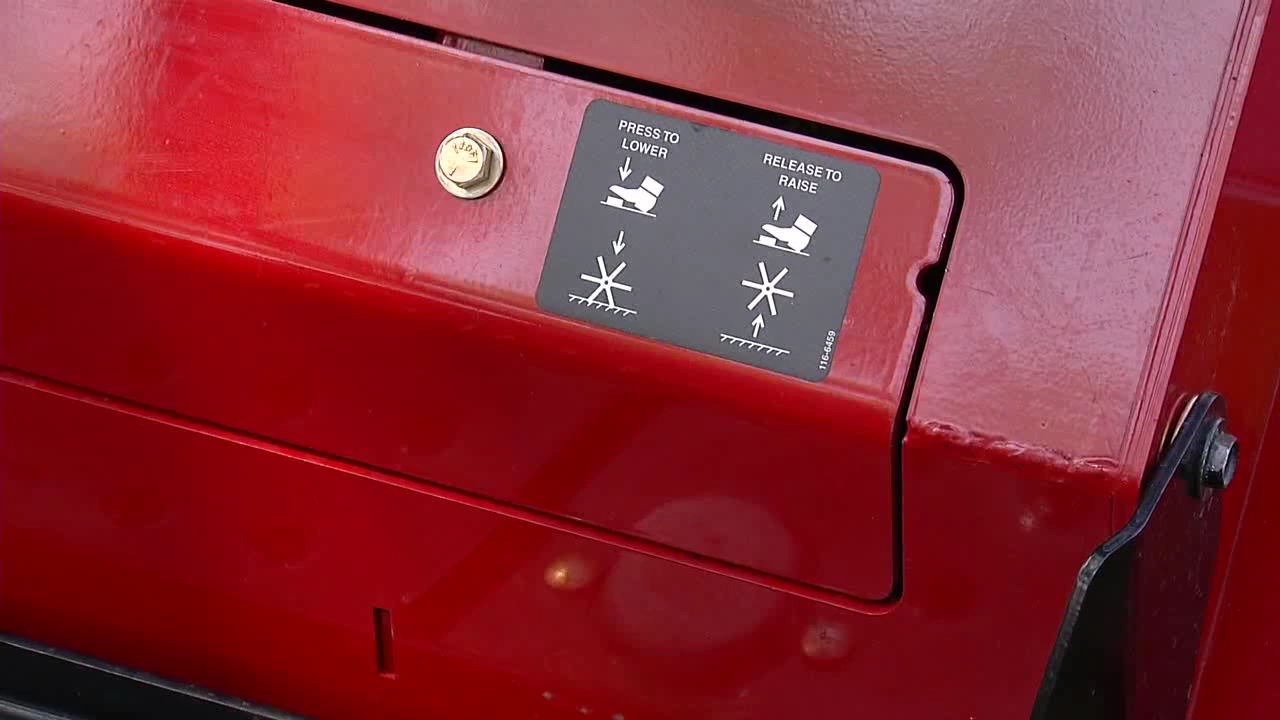 PRESS TO
LOWER
RELEASE TO
RAISE
116-6459